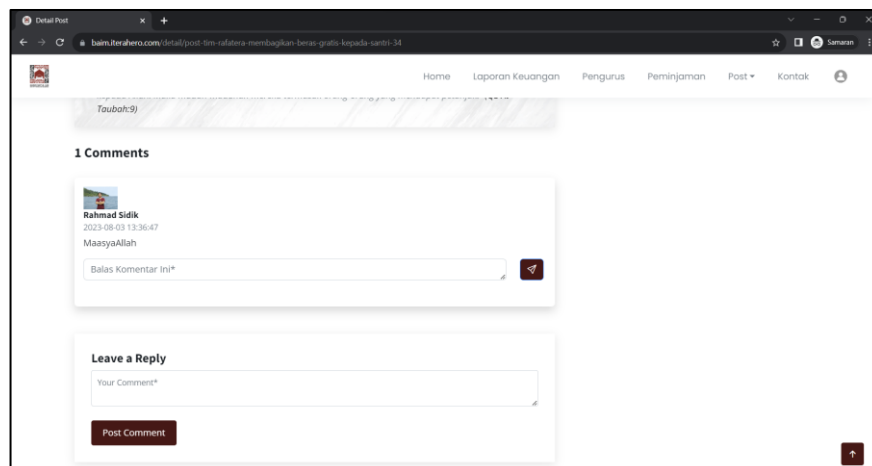 Detail Post
baim.iterahero.com/detail/post-tim-rafatera-membagikan-beras-gratis-kepada-santri-34
Samaran
Home Laporan Keuangan Pengurus Peminjaman Post Kontak
Taubah:9)
1 Comments
Rahmad Sidik
2023-08-03 13:36:47
MaasyaAllah
Balas Komentar Ini*
Leave a Reply
Your Comment*
Post Comment